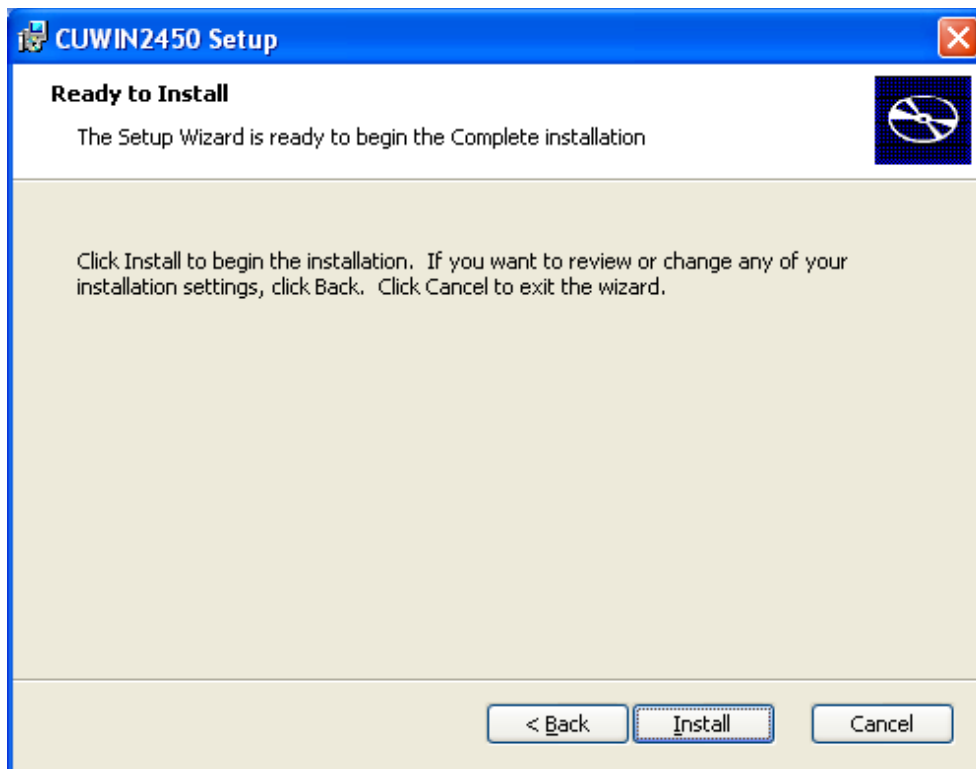 CUWIN2450 Setup
Ready to Install
The Setup Wizard is ready to begin the Complete installation
Click Install to begin the installation.  If you want to review or change any of your
installation settings, click Back.  Click Cancel to exit the wizard.
< Back Install Cancel